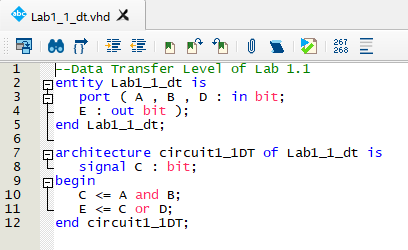 abc Lab1_1_dt.vhd
267
268
1 --Data Transfer Level of Lab 1.1
2 entity Lab1_1_dt is
3 port ( A , B , D : in bit;
4 E : out bit );
5 end Lab1_1_dt;
6
7 architecture circuit1_1DT of Lab1_1_dt is
8 signal C : bit;
9 begin
10 C <= A and B;
11 E <= C or D;
12 end circuit1_1DT;